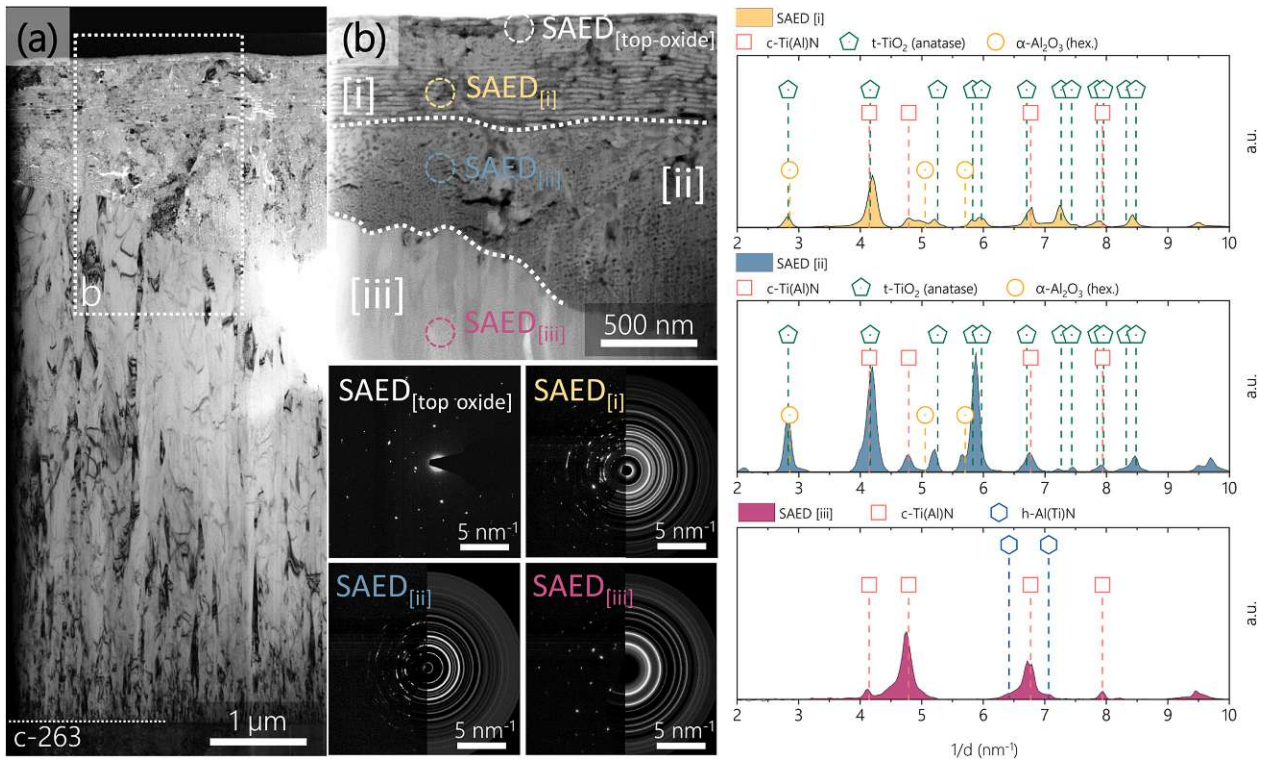 (a)
b
c-263
1 μm
(b)
SAED[top-oxide]
[i]
SAED[i]
SAED[ii]
[ii]
[iii]
SAED[iii]
500 nm
SAED[top oxide]
5 nm-1
SAED[i]
5 nm-1
SAED[ii]
5 nm-1
SAED[iii]
5 nm-1
SAED [i]
c-Ti(Al)N t-TiO2 (anatase) α-Al2O3 (hex.)
a.u.
2 3 4 5 6 7 8 9 10
SAED [ii]
c-Ti(Al)N t-TiO2 (anatase) α-Al2O3 (hex.)
a.u.
2 3 4 5 6 7 8 9 10
SAED [iii] c-Ti(Al)N h-Al(Ti)N
a.u.
2 3 4 5 6 7 8 9 10
1/d (nm-1)